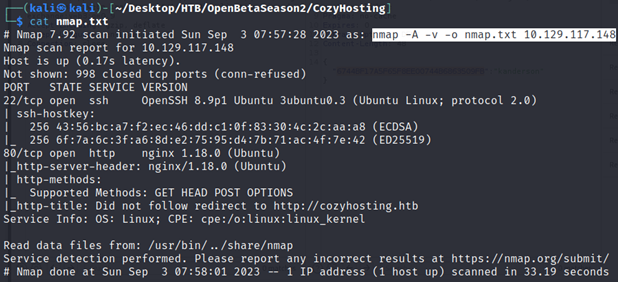 ┌──(kali㉿kali)-[~/Desktop/HTB/OpenBetaSeason2/CozyHosting]
└─$ cat nmap.txt
# Nmap 7.92 scan initiated Sun Sep  3 07:57:28 2023 as: nmap -A -v -o nmap.txt 10.129.117.148
Nmap scan report for 10.129.117.148
Host is up (0.17s latency).
Not shown: 998 closed tcp ports (conn-refused)
PORT   STATE SERVICE VERSION
22/tcp open  ssh     OpenSSH 8.9p1 Ubuntu 3ubuntu0.3 (Ubuntu Linux; protocol 2.0)
| ssh-hostkey:
|   256 43:56:bc:a7:f2:ec:46:dd:c1:0f:83:30:4c:2c:aa:a8 (ECDSA)
|_  256 6f:7a:6c:3f:a6:8d:e2:75:95:d4:7b:71:ac:4f:7e:42 (ED25519)
80/tcp open  http    nginx 1.18.0 (Ubuntu)
|_http-server-header: nginx/1.18.0 (Ubuntu)
| http-methods:
|_  Supported Methods: GET HEAD POST OPTIONS
|_http-title: Did not follow redirect to http://cozyhosting.htb
Service Info: OS: Linux; CPE: cpe:/o:linux:linux_kernel

Read data files from: /usr/bin/../share/nmap
Service detection performed. Please report any incorrect results at https://nmap.org/submit/
# Nmap done at Sun Sep  3 07:58:01 2023 -- 1 IP address (1 host up) scanned in 33.19 seconds